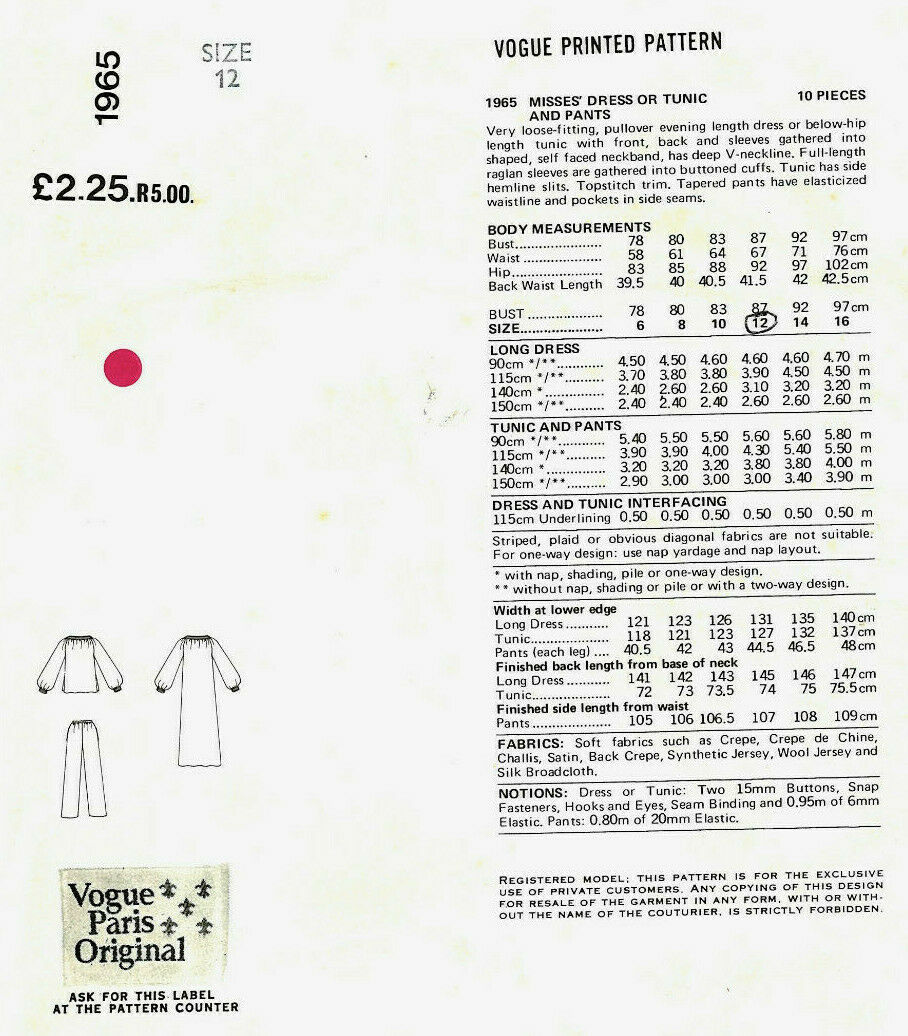 1965
SIZE
12
£2.25.R5.00.
VOGUE PRINTED PATTERN
1965 MISSES' DRESS OR TUNIC 10 PIECES
AND PANTS
Very loose-fitting, pullover evening length dress or below-hip
length tunic with front, back and sleeves gathered into
shaped, self faced neckband, has deep V-neckline. Full-length
raglan sleeves are gathered into buttoned cuffs. Tunic has side
hemline slits. Topstitch trim. Tapered pants have elasticized
waistline and pockets in side seams.
BODY MEASUREMENTS
Bust...................... 78 80 83 87 92 97cm
Waist .................... 58 61 64 67 71 76cm
Hip....................... 83 85 88 92 97 102cm
Back Waist Length 39.5 40 40.5 41.5 42 42.5cm
BUST ................... 78 80 83 87 92 97cm
SIZE..................... 6 8 10 12 14 16
LONG DRESS
90cm */**............ 4.50 4.50 4.60 4.60 4.60 4.70 m
115cm */**.......... 3.70 3.80 3.80 3.90 4.50 4.50 m
140cm *............... 2.40 2.60 2.60 3.10 3.20 3.20 m
150cm */**.......... 2.40 2.40 2.40 2.60 2.60 2.60 m
TUNIC AND PANTS
90cm */**............ 5.40 5.50 5.50 5.60 5.60 5.80 m
115cm */**.......... 3.90 3.90 4.00 4.30 5.40 5.50 m
140cm *............... 3.20 3.20 3.20 3.80 3.80 4.00 m
150cm */**.......... 2.90 3.00 3.00 3.00 3.40 3.90 m
DRESS AND TUNIC INTERFACING
115cm Underlining 0.50 0.50 0.50 0.50 0.50 0.50 m
Striped, plaid or obvious diagonal fabrics are not suitable.
For one-way design: use nap yardage and nap layout.
* with nap, shading, pile or one-way design.
** without nap, shading or pile or with a two-way design.
Width at lower edge
Long Dress........... 121 123 126 131 135 140cm
Tunic.................... 118 121 123 127 132 137cm
Pants (each leg) .... 40.5 42 43 44.5 46.5 48cm
Finished back length from base of neck
Long Dress........... 141 142 143 145 146 147cm
Tunic.................... 72 73 73.5 74 75 75.5cm
Finished side length from waist
Pants .................... 105 106 106.5 107 108 109cm
FABRICS: Soft fabrics such as Crepe, Crepe de Chine,
Challis, Satin, Back Crepe, Synthetic Jersey, Wool Jersey and
Silk Broadcloth.
NOTIONS: Dress or Tunic: Two 15mm Buttons, Snap
Fasteners, Hooks and Eyes, Seam Binding and 0.95m of 6mm
Elastic. Pants: 0.80m of 20mm Elastic.
REGISTERED MODEL: THIS PATTERN IS FOR THE EXCLUSIVE
USE OF PRIVATE CUSTOMERS. ANY COPYING OF THIS DESIGN
FOR RESALE OF THE GARMENT IN ANY FORM, WITH OR WITH-
OUT THE NAME OF THE COUTURIER, IS STRICTLY FORBIDDEN.
Vogue
Paris
Original
ASK FOR THIS LABEL
AT THE PATTERN COUNTER